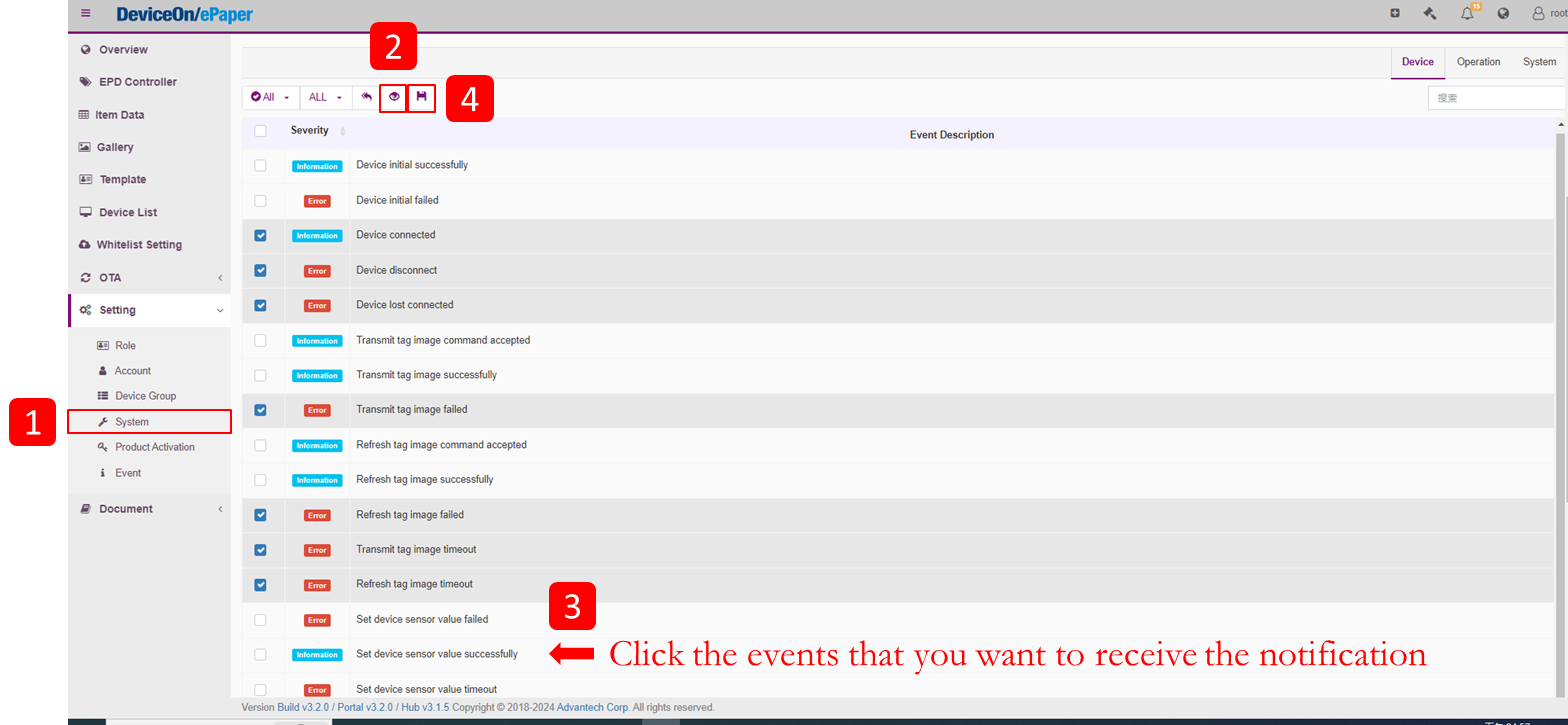 DeviceOn/ePaper
15
root
Overview
2
Device Operation System
EPD Controller
All ALL
4
搜索
Item Data
Severity Event Description
Gallery
Information Device initial successfully
Template
Error Device initial failed
Device List
Information Device connected
Whitelist Setting
Error Device disconnect
OTA
Error Device lost connected
Setting
Information Transmit tag image command accepted
Role
Account
Information Transmit tag image successfully
Device Group
Error Transmit tag image failed
1
System
Information Refresh tag image command accepted
Product Activation
Event
Information Refresh tag image successfully
Document
Error Refresh tag image failed
Error Transmit tag image timeout
Error Refresh tag image timeout
3
Error Set device sensor value failed
Information Set device sensor value successfully
Click the events that you want to receive the notification
Error Set device sensor value timeout
Version Build v3.2.0 / Portal v3.2.0 / Hub v3.1.5 Copyright © 2018-2024 Advantech Corp. All rights reserved.